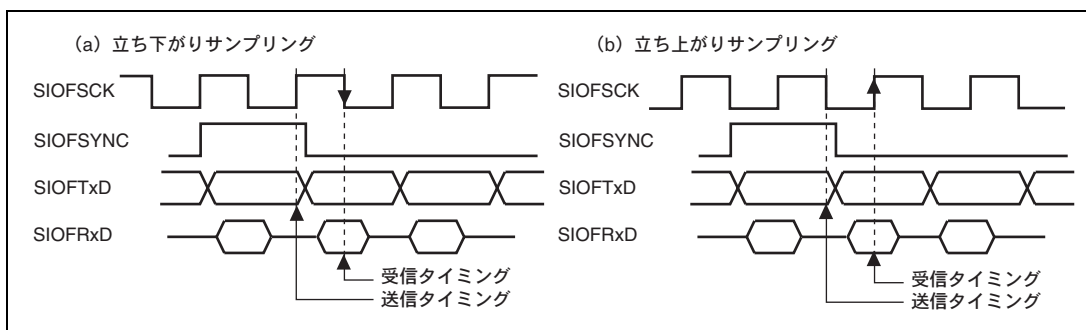 (a) 立ち下がりサンプリング
SIOFSCK
SIOFSYNC
SIOFTxD
SIOFRxD
受信タイミング
送信タイミング
(b) 立ち上がりサンプリング
SIOFSCK
SIOFSYNC
SIOFTxD
SIOFRxD
受信タイミング
送信タイミング